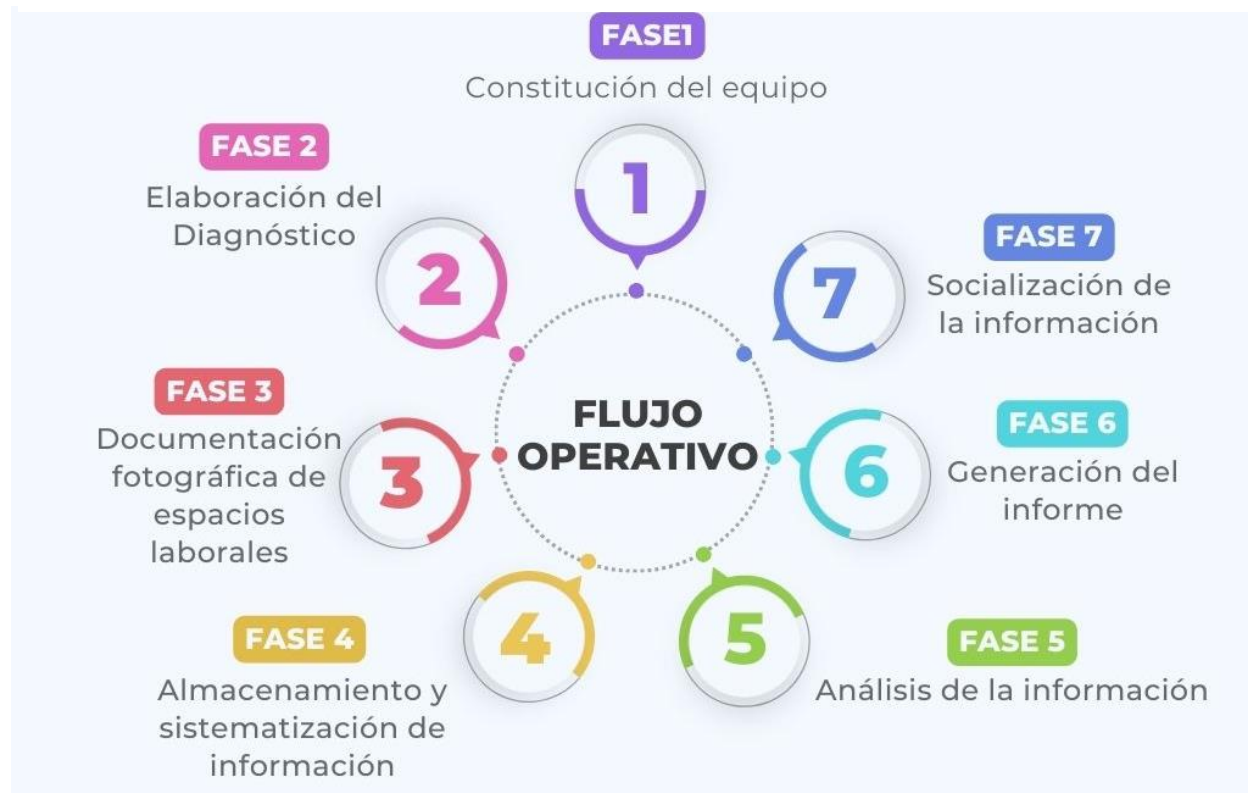 FASE1
Constitución del equipo
1
FASE 2
Elaboración del
Diagnóstico
2
FASE 3
Documentación
fotográfica de
espacios
laborales
3
FASE 4
Almacenamiento y
sistematización de
información
4
FASE 5
Análisis de la información
5
FASE 6
Generación del
informe
6
FASE 7
Socialización de
la información
7
FLUJO
OPERATIVO